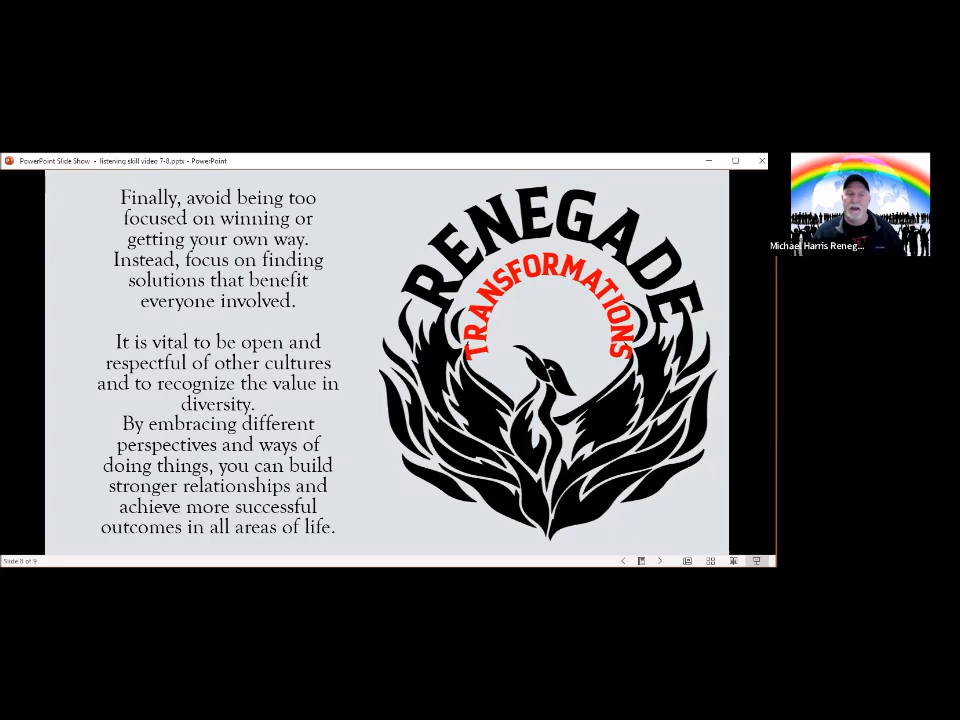 PowerPoint Slide Show - listening skill video 7-8.pptx - PowerPoint
Finally, avoid being too
focused on winning or
getting your own way.
Instead, focus on finding
solutions that benefit
everyone involved.
It is vital to be open and
respectful of other cultures
and to recognize the value in
diversity.
By embracing different
perspectives and ways of
doing things, you can build
stronger relationships and
achieve more successful
outcomes in all areas of life.
RENEGADE
TRANSFORMATIONS
Michael Harris Reneg...
Slide 8 of 9